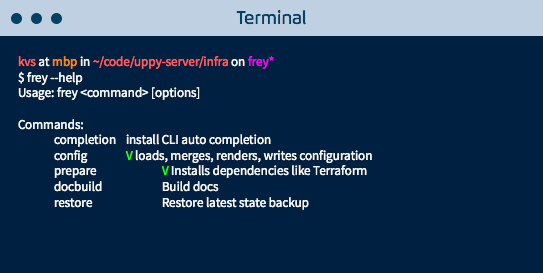 Terminal
kvs at mbp in ~/code/uppy-server/infra on frey*
$ frey --help
Usage: frey <command> [options]
Commands:
completion install CLI auto completion
config V loads, merges, renders, writes configuration
prepare V Installs dependencies like Terraform
docbuild Build docs
restore Restore latest state backup